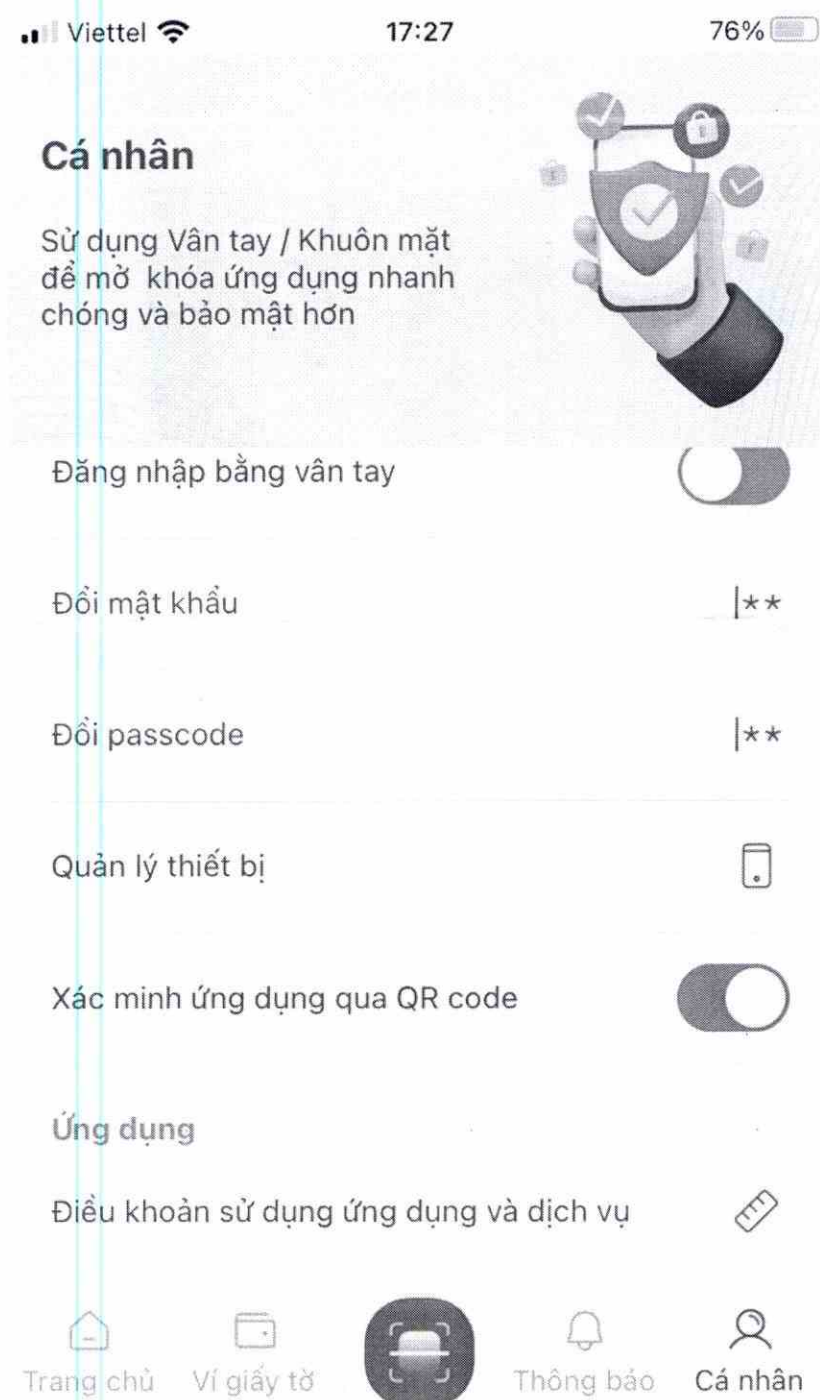 Viettel 17:27 76%
Cá nhân
Sử dụng Vân tay / Khuôn mặt
để mở khóa ứng dụng nhanh
chóng và bảo mật hơn
Đăng nhập bằng vân tay
Đổi mật khẩu |**
Đổi passcode |**
Quản lý thiết bị
Xác minh ứng dụng qua QR code
Ứng dụng
Điều khoản sử dụng ứng dụng và dịch vụ
Trang chủ Ví giấy tờ Thông báo Cá nhân